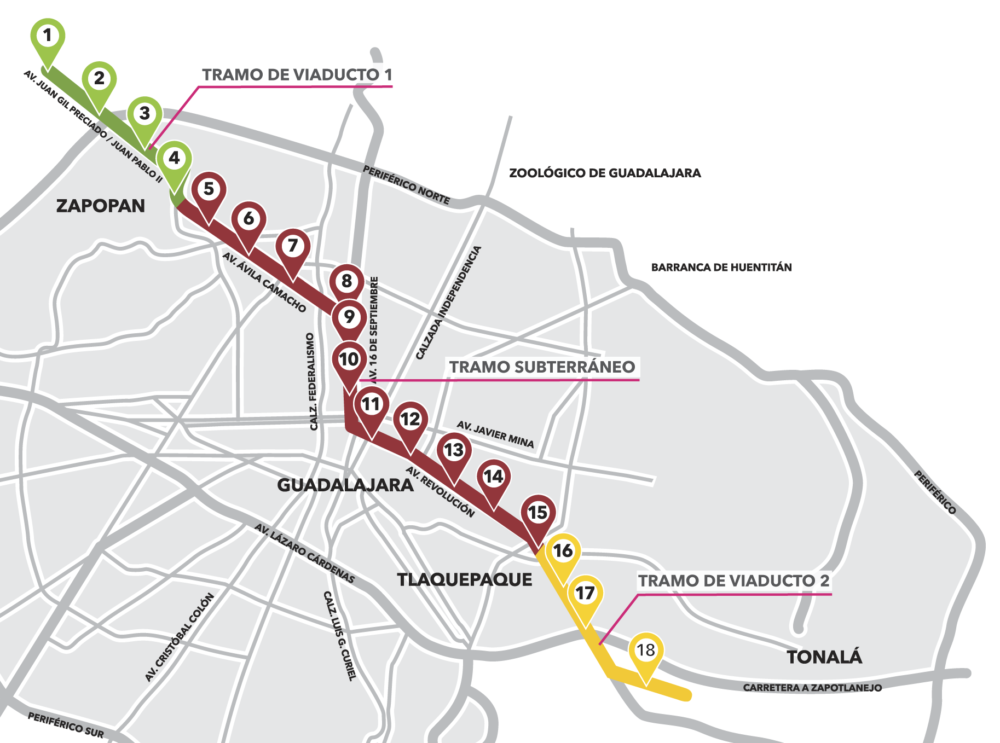 1
2
TRAMO DE VIADUCTO 1
AV. JUAN GIL PRECIADO / JUAN PABLO II
3
4
ZOOLÓGICO DE GUADALAJARA
PERIFÉRICO NORTE
5
ZAPOPAN
6
7
AV. ÁVILA CAMACHO
BARRANCA DE HUENTITÁN
8
9
AV. 16 DE SEPTIEMBRE
CALZADA INDEPENDENCIA
CALZ. FEDERALISMO
10
TRAMO SUBTERRÁNEO
11
12
AV. JAVIER MINA
13
14
GUADALAJARA
AV. REVOLUCIÓN
PERIFÉRICO
15
AV. LÁZARO CÁRDENAS
16
TLAQUEPAQUE
TRAMO DE VIADUCTO 2
17
AV. CRISTÓBAL COLÓN
CALZ. LUIS G. CURIEL
18
TONALÁ
CARRETERA A ZAPOTLANEJO
PERIFÉRICO SUR